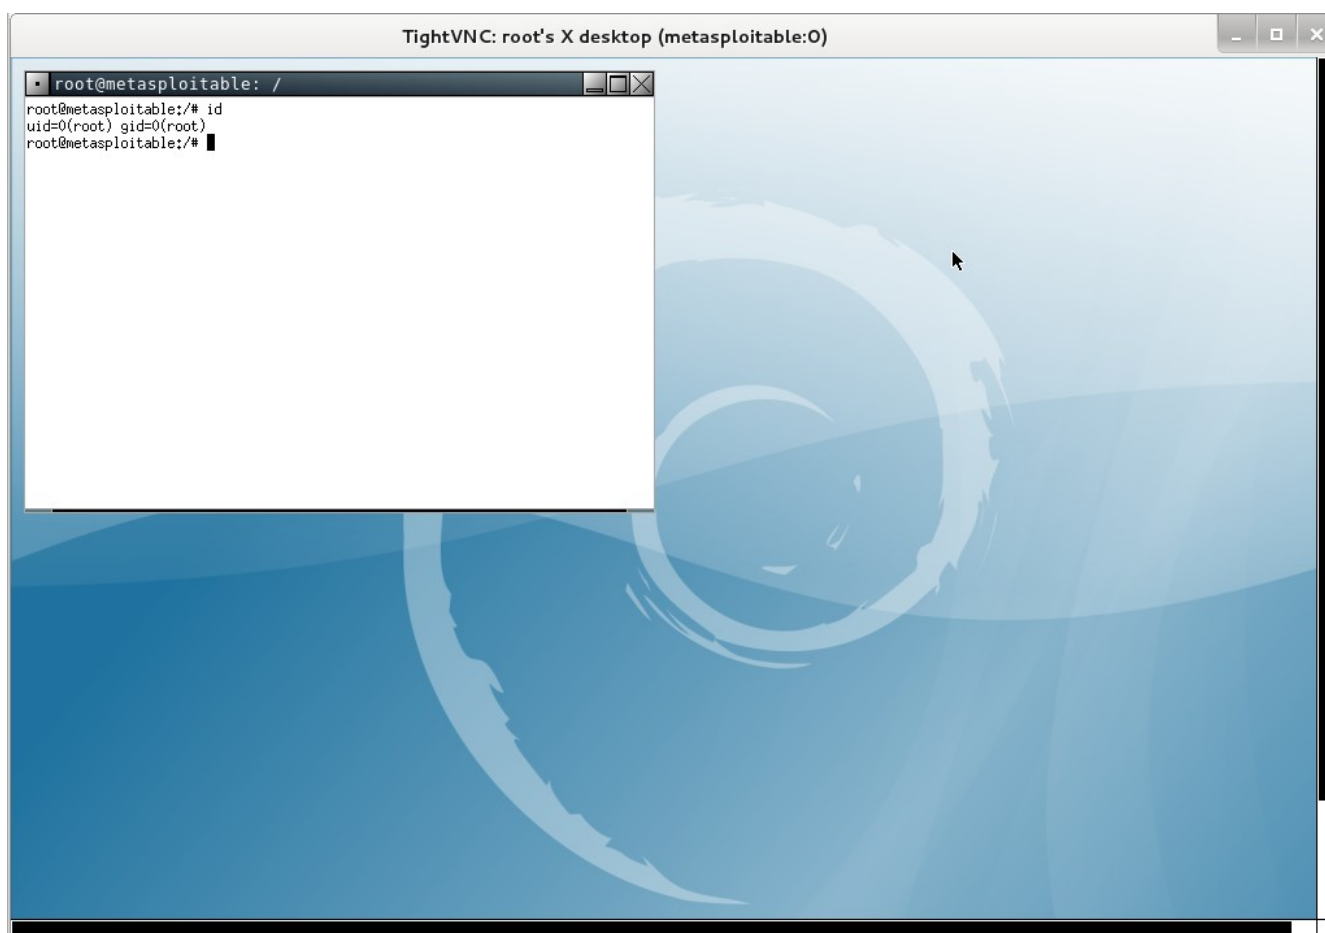 TightVNC: root's X desktop (metasploitable:0)
root@metasploitable: /
root@metasploitable:/# id
uid=0(root) gid=0(root)
root@metasploitable:/#